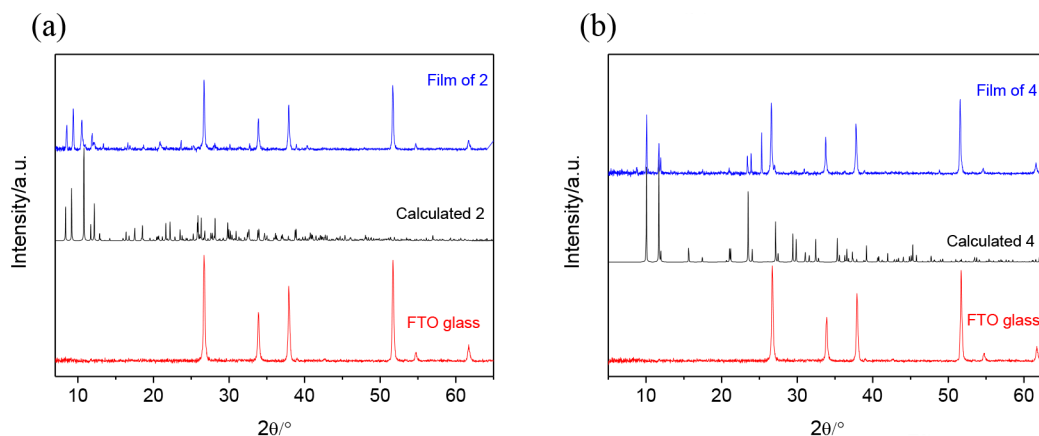 (a)
Film of 2
Calculated 2
FTO glass
Intensity/a.u.
10 20 30 40 50 60
2θ/°
(b)
Film of 4
Calculated 4
FTO glass
Intensity/a.u.
10 20 30 40 50 60
2θ/°